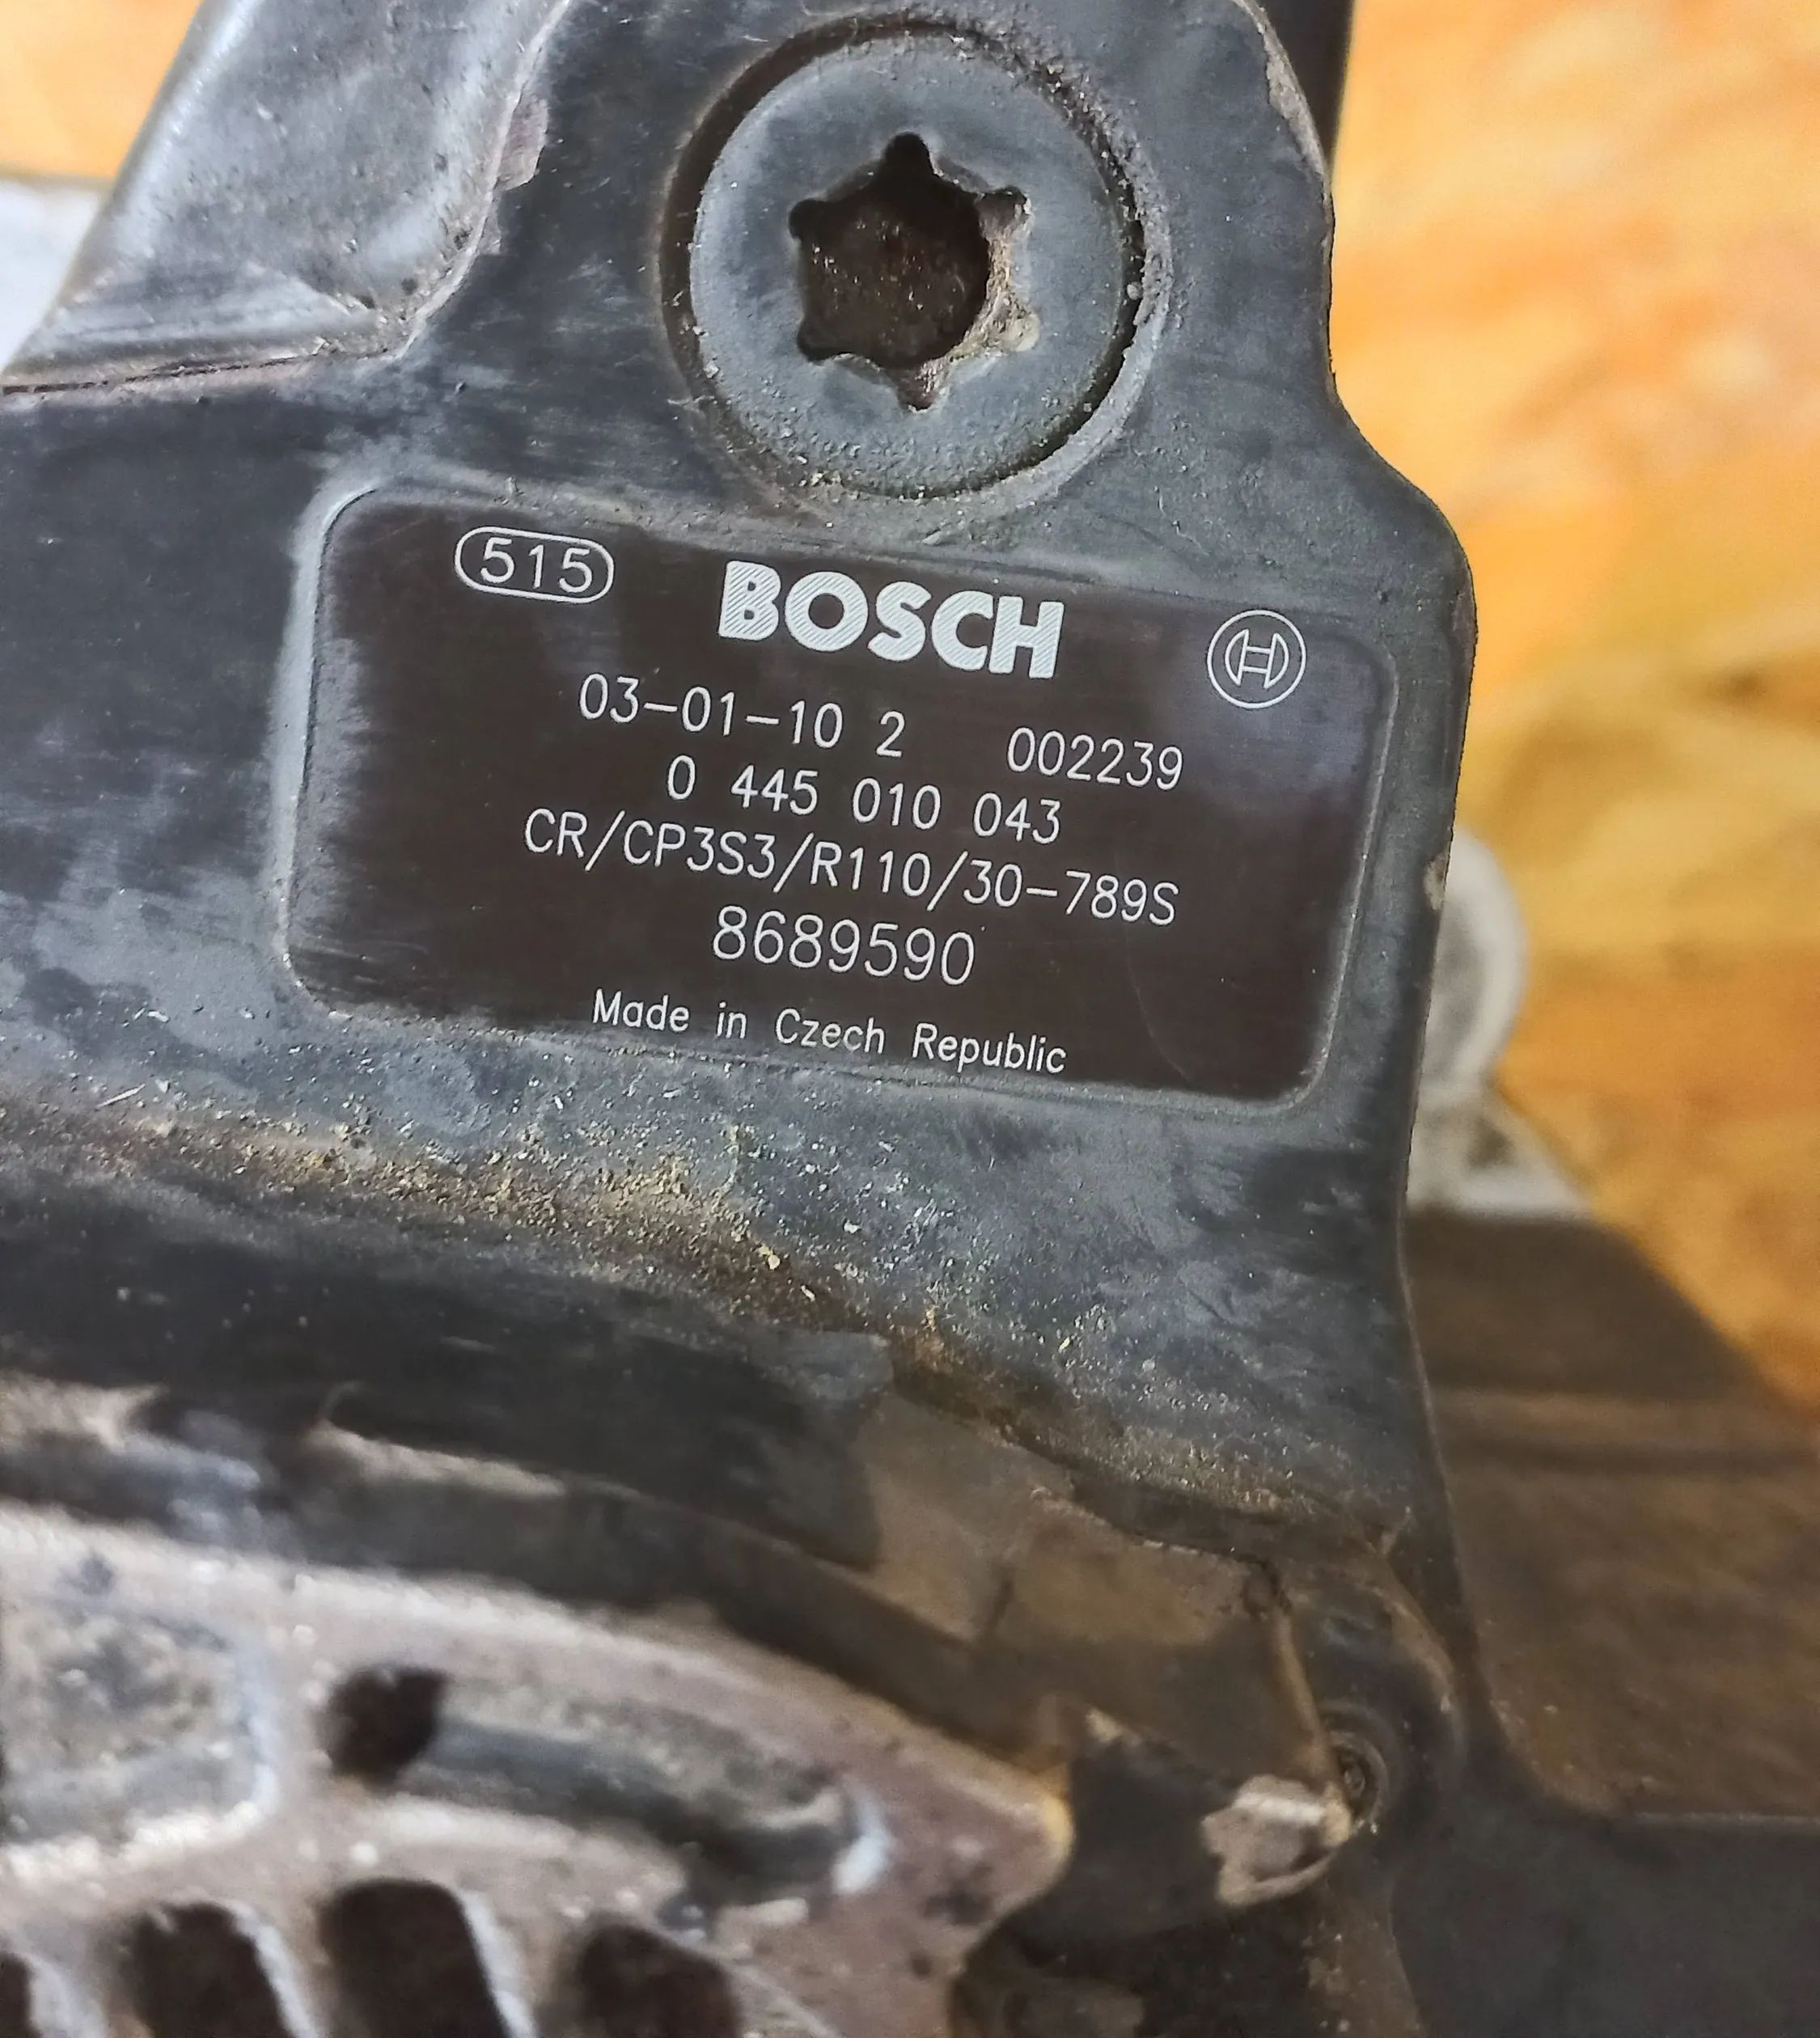 515 BOSCH
03-01-10 2 002239
0 445 010 043
CR/CP3S3/R110/30-789S
8689590
Made in Czech Republic